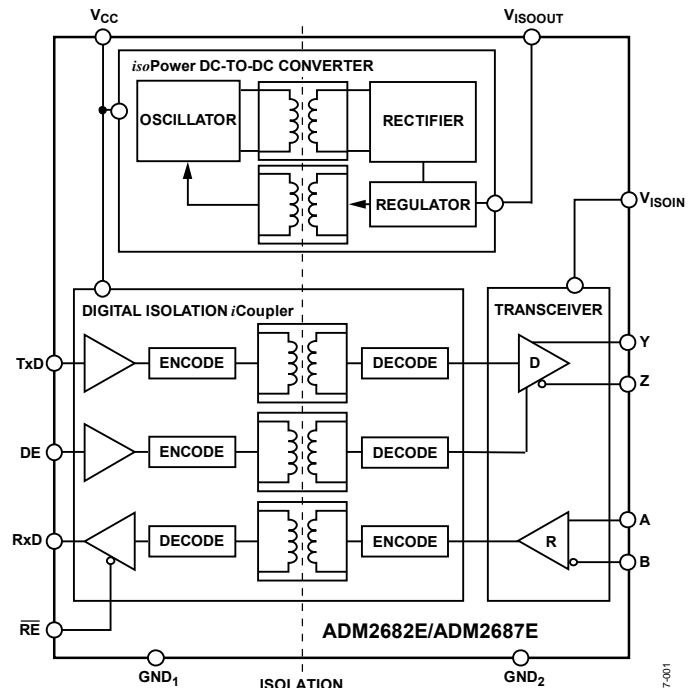 VCC
VISOOUT
isoPower DC-TO-DC CONVERTER
OSCILLATOR
RECTIFIER
REGULATOR
VISOIN
DIGITAL ISOLATION iCoupler
TRANSCEIVER
TxD
ENCODE
DECODE
D
Y
Z
DE
ENCODE
DECODE
RxD
DECODE
ENCODE
R
A
B
RE
ADM2682E/ADM2687E
GND1
ISOLATION
GND2
7-001